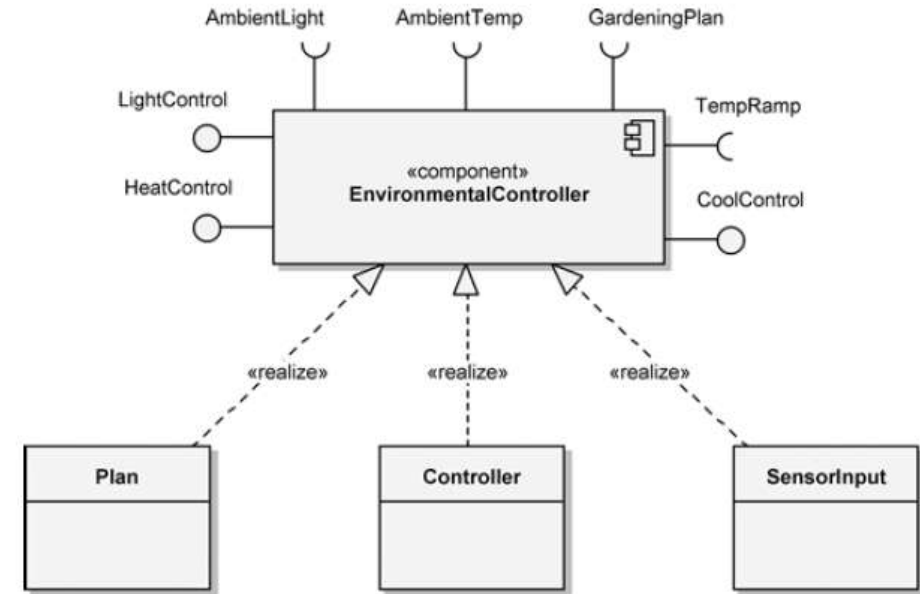 AmbientLight
AmbientTemp
GardeningPlan
LightControl
TempRamp
«component»
EnvironmentalController
HeatControl
CoolControl
«realize»
«realize»
«realize»
Plan
Controller
SensorInput